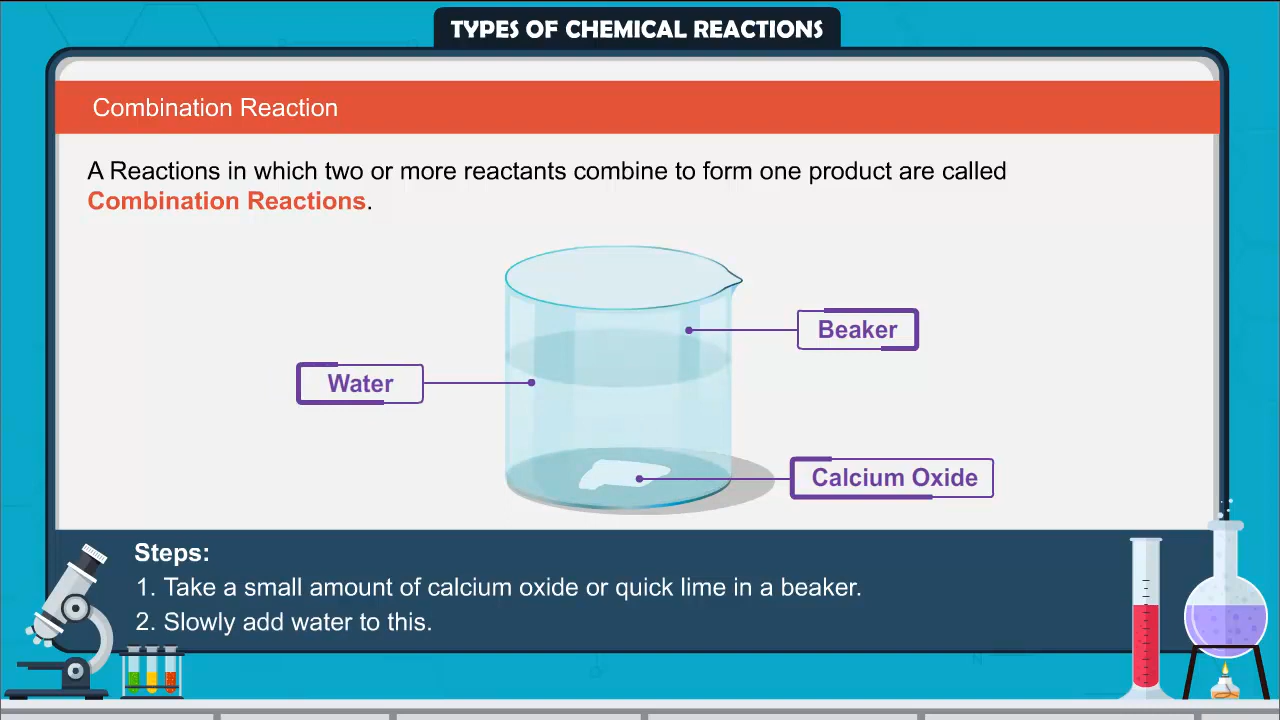 TYPES OF CHEMICAL REACTIONS
Combination Reaction
A Reactions in which two or more reactants combine to form one product are called
Combination Reactions.
Beaker
Water
Calcium Oxide
Steps:
1. Take a small amount of calcium oxide or quick lime in a beaker.
2. Slowly add water to this.